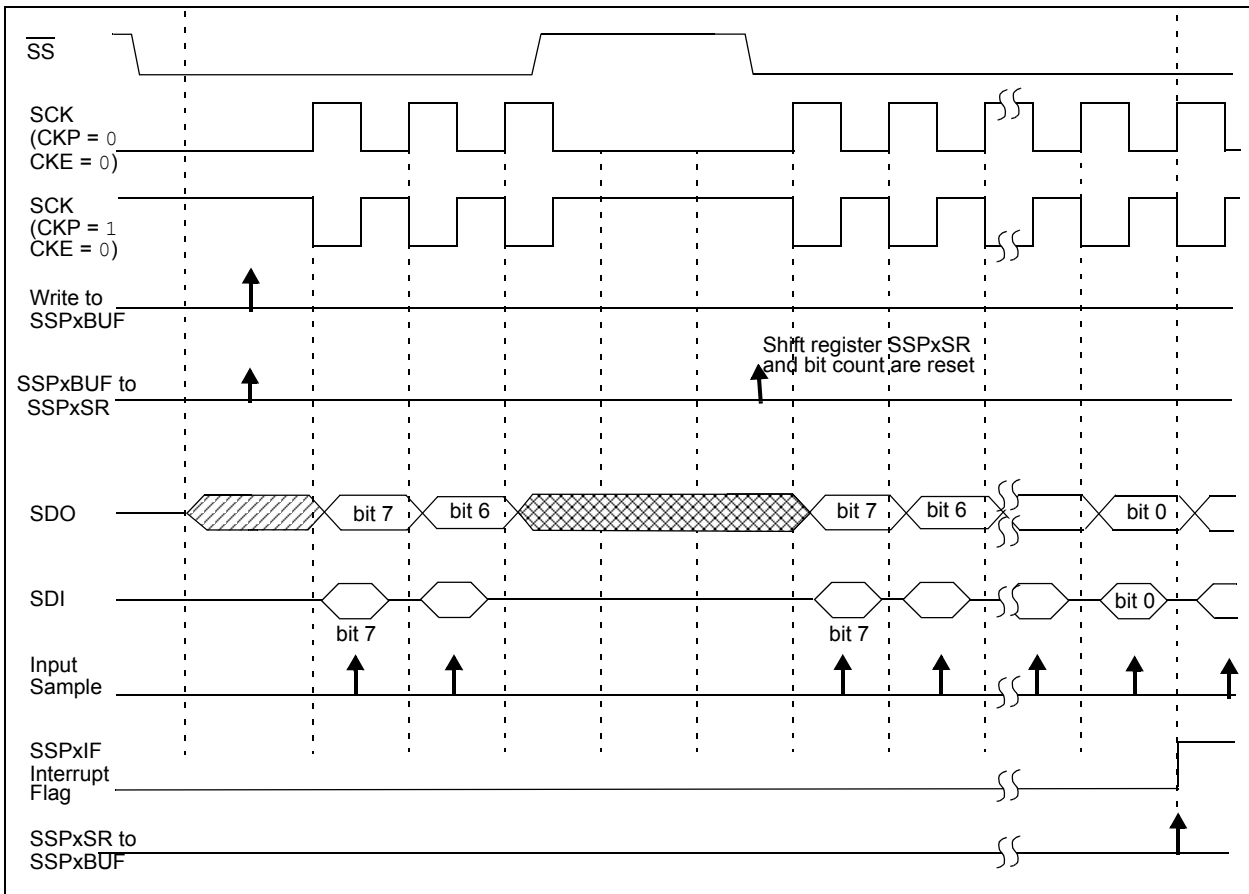 SS
SCK
(CKP = 0
CKE = 0)
SCK
(CKP = 1
CKE = 0)
Write to
SSPxBUF
Shift register SSPxSR
and bit count are reset
SSPxBUF to
SSPxSR
SDO
bit 7
bit 6
bit 7
bit 6
bit 0
SDI
bit 0
bit 7
bit 7
Input
Sample
SSPxIF
Interrupt
Flag
SSPxSR to
SSPxBUF